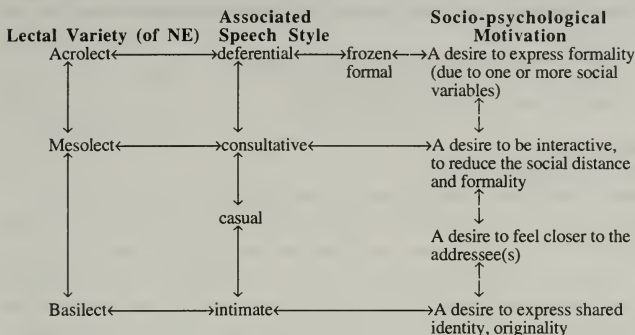 Lectal Variety (of NE) Associated Speech Style Socio-psychological Motivation
Acrolect deferential frozen formal A desire to express formality
(due to one or more social
variables)
Mesolect consultative A desire to be interactive,
to reduce the social distance
and formality
casual
A desire to feel closer to the
addressee(s)
Basilect intimate A desire to express shared
identity, originality